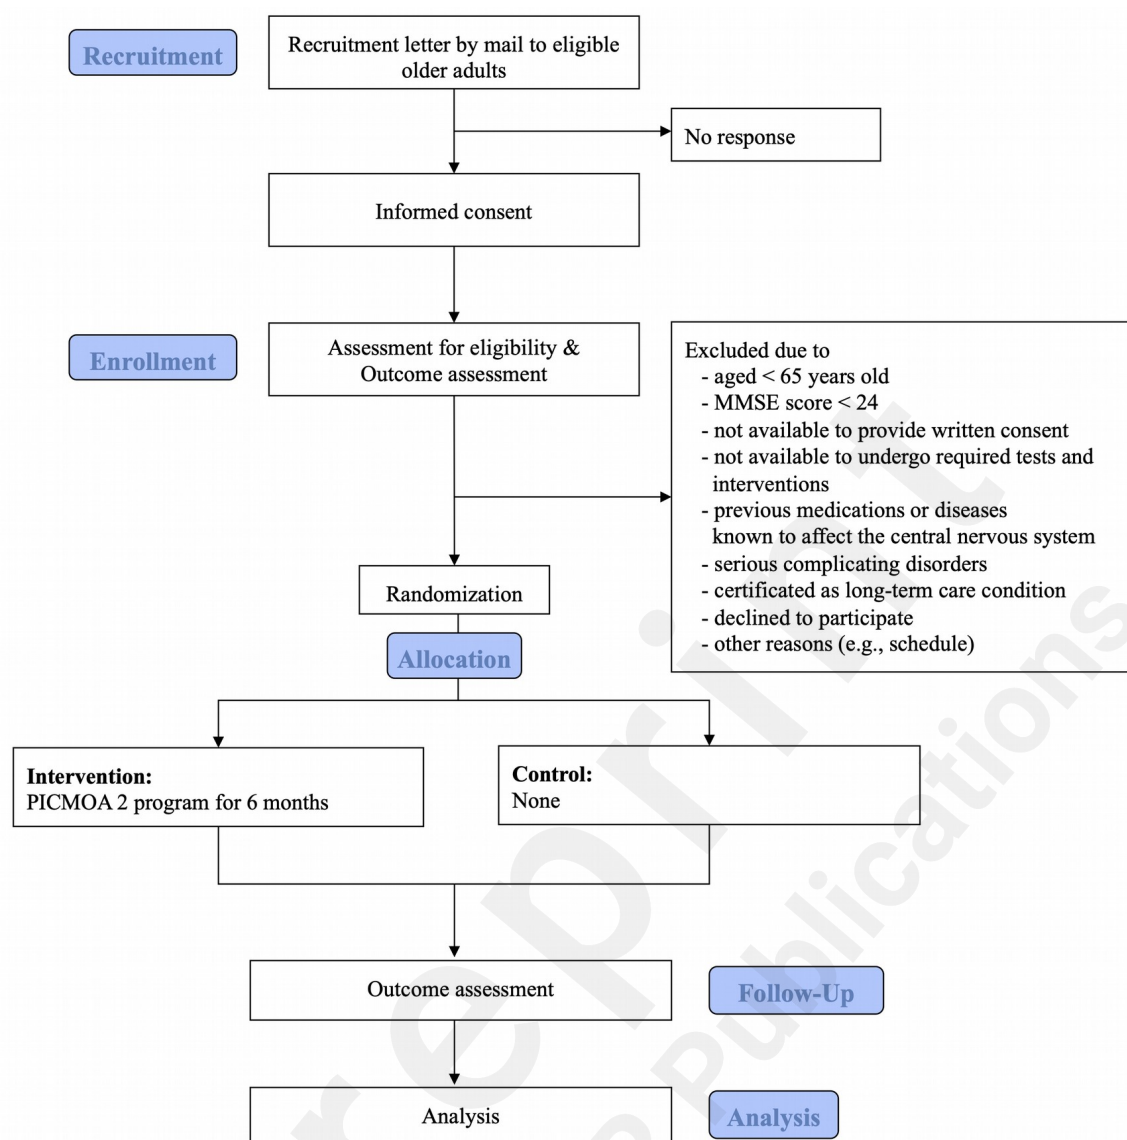 Recruitment
Recruitment letter by mail to eligible
older adults
No response
Informed consent
Enrollment
Assessment for eligibility &
Outcome assessment
Excluded due to
- aged < 65 years old
- MMSE score < 24
- not available to provide written consent
- not available to undergo required tests and
interventions
- previous medications or diseases
known to affect the central nervous system
- serious complicating disorders
- certificated as long-term care condition
- declined to participate
- other reasons (e.g., schedule)
Randomization
Allocation
Intervention:
PICMOA 2 program for 6 months
Control:
None
Outcome assessment
Follow-Up
Analysis
Analysis
reprint
Publications